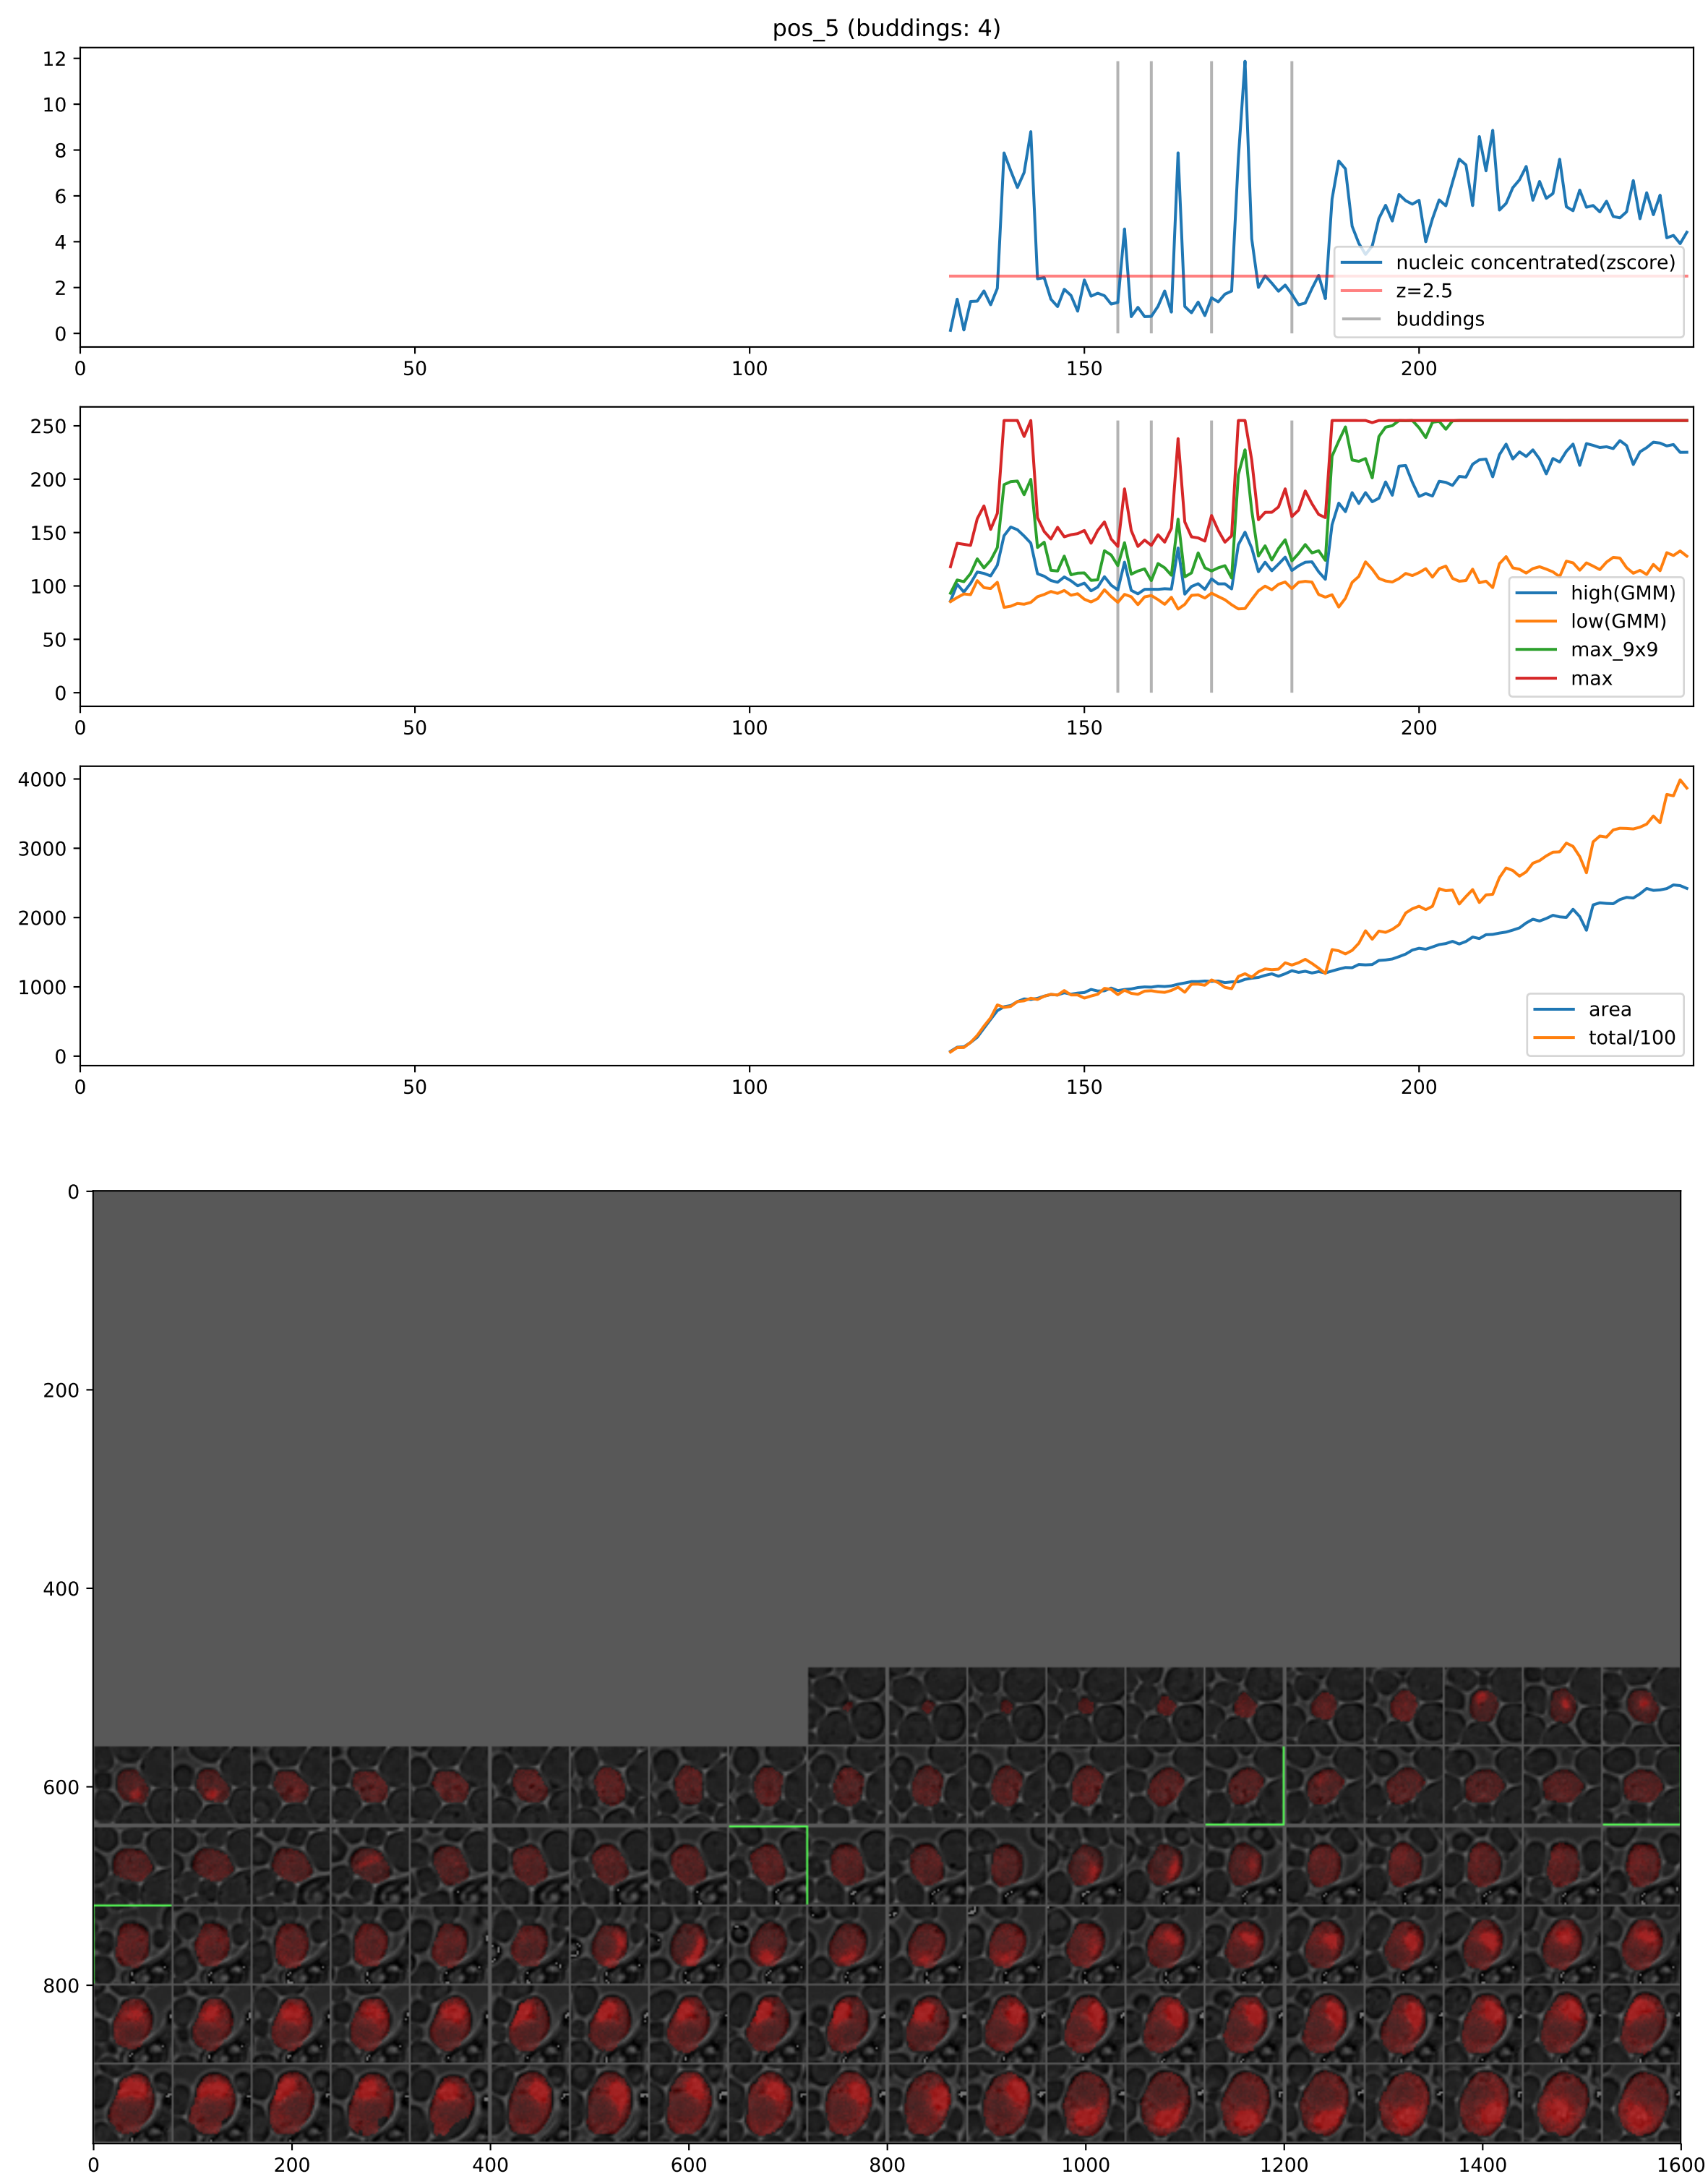 pos_5 (buddings: 4)
12
10
8
6
4
2
0
nucleic concentrated(zscore)
z=2.5
buddings
0 50 100 150 200
250
200
150
100
50
0
high(GMM)
low(GMM)
max_9x9
max
0 50 100 150 200
4000
3000
2000
1000
0
area
total/100
0 50 100 150 200
0
200
400
600
800
0 200 400 600 800 1000 1200 1400 1600